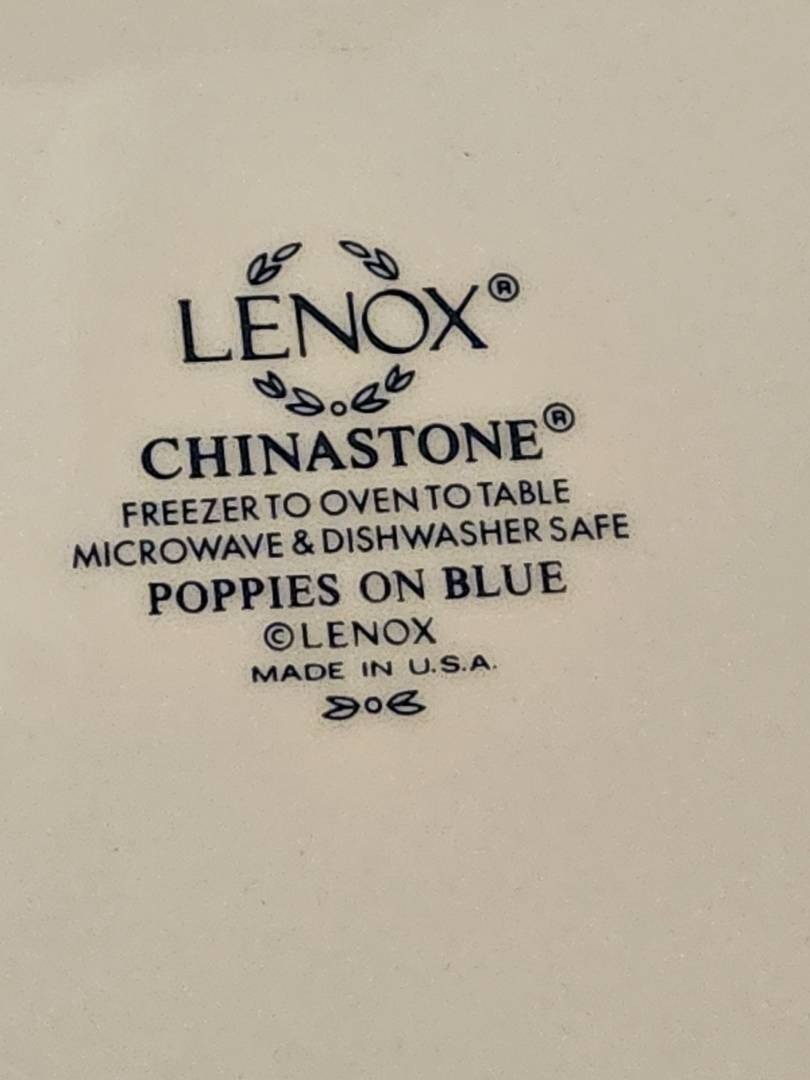 LENOX®
CHINASTONE®
FREEZER TO OVEN TO TABLE
MICROWAVE & DISHWASHER SAFE
POPPIES ON BLUE
©LENOX
MADE IN U.S.A.